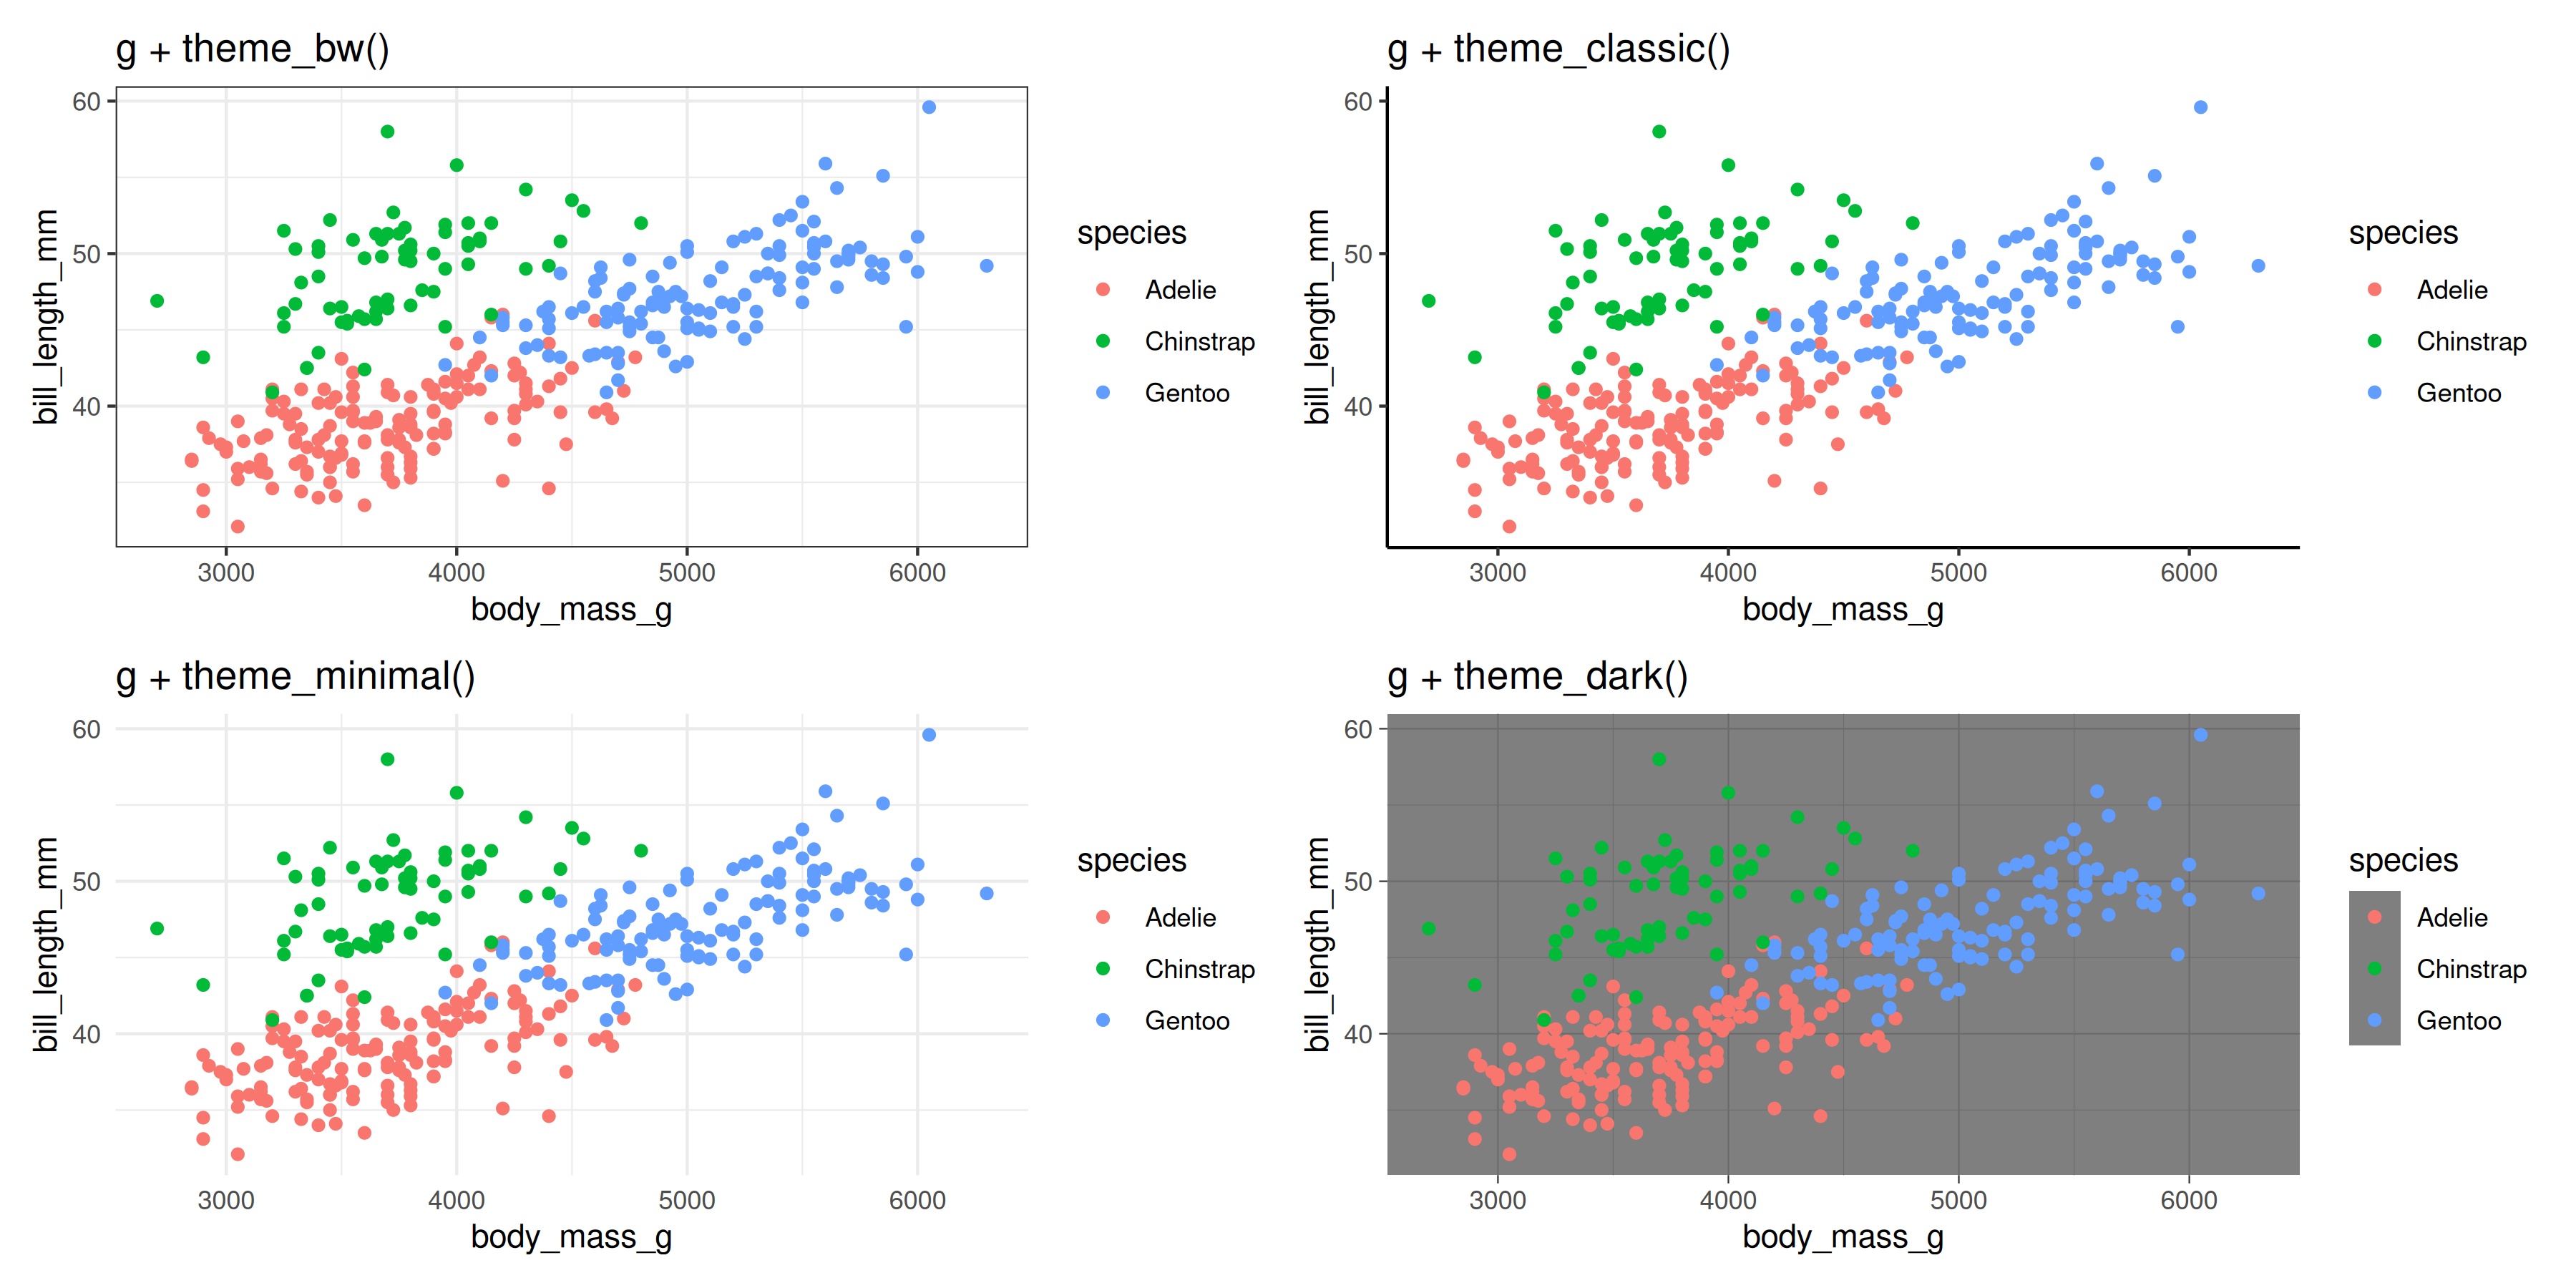 g + theme_bw()
60
50
40
bill_length_mm
3000 4000 5000 6000
body_mass_g
species
Adelie
Chinstrap
Gentoo
g + theme_classic()
60
50
40
bill_length_mm
3000 4000 5000 6000
body_mass_g
species
Adelie
Chinstrap
Gentoo
g + theme_minimal()
60
50
40
bill_length_mm
3000 4000 5000 6000
body_mass_g
species
Adelie
Chinstrap
Gentoo
g + theme_dark()
60
50
40
bill_length_mm
3000 4000 5000 6000
body_mass_g
species
Adelie
Chinstrap
Gentoo